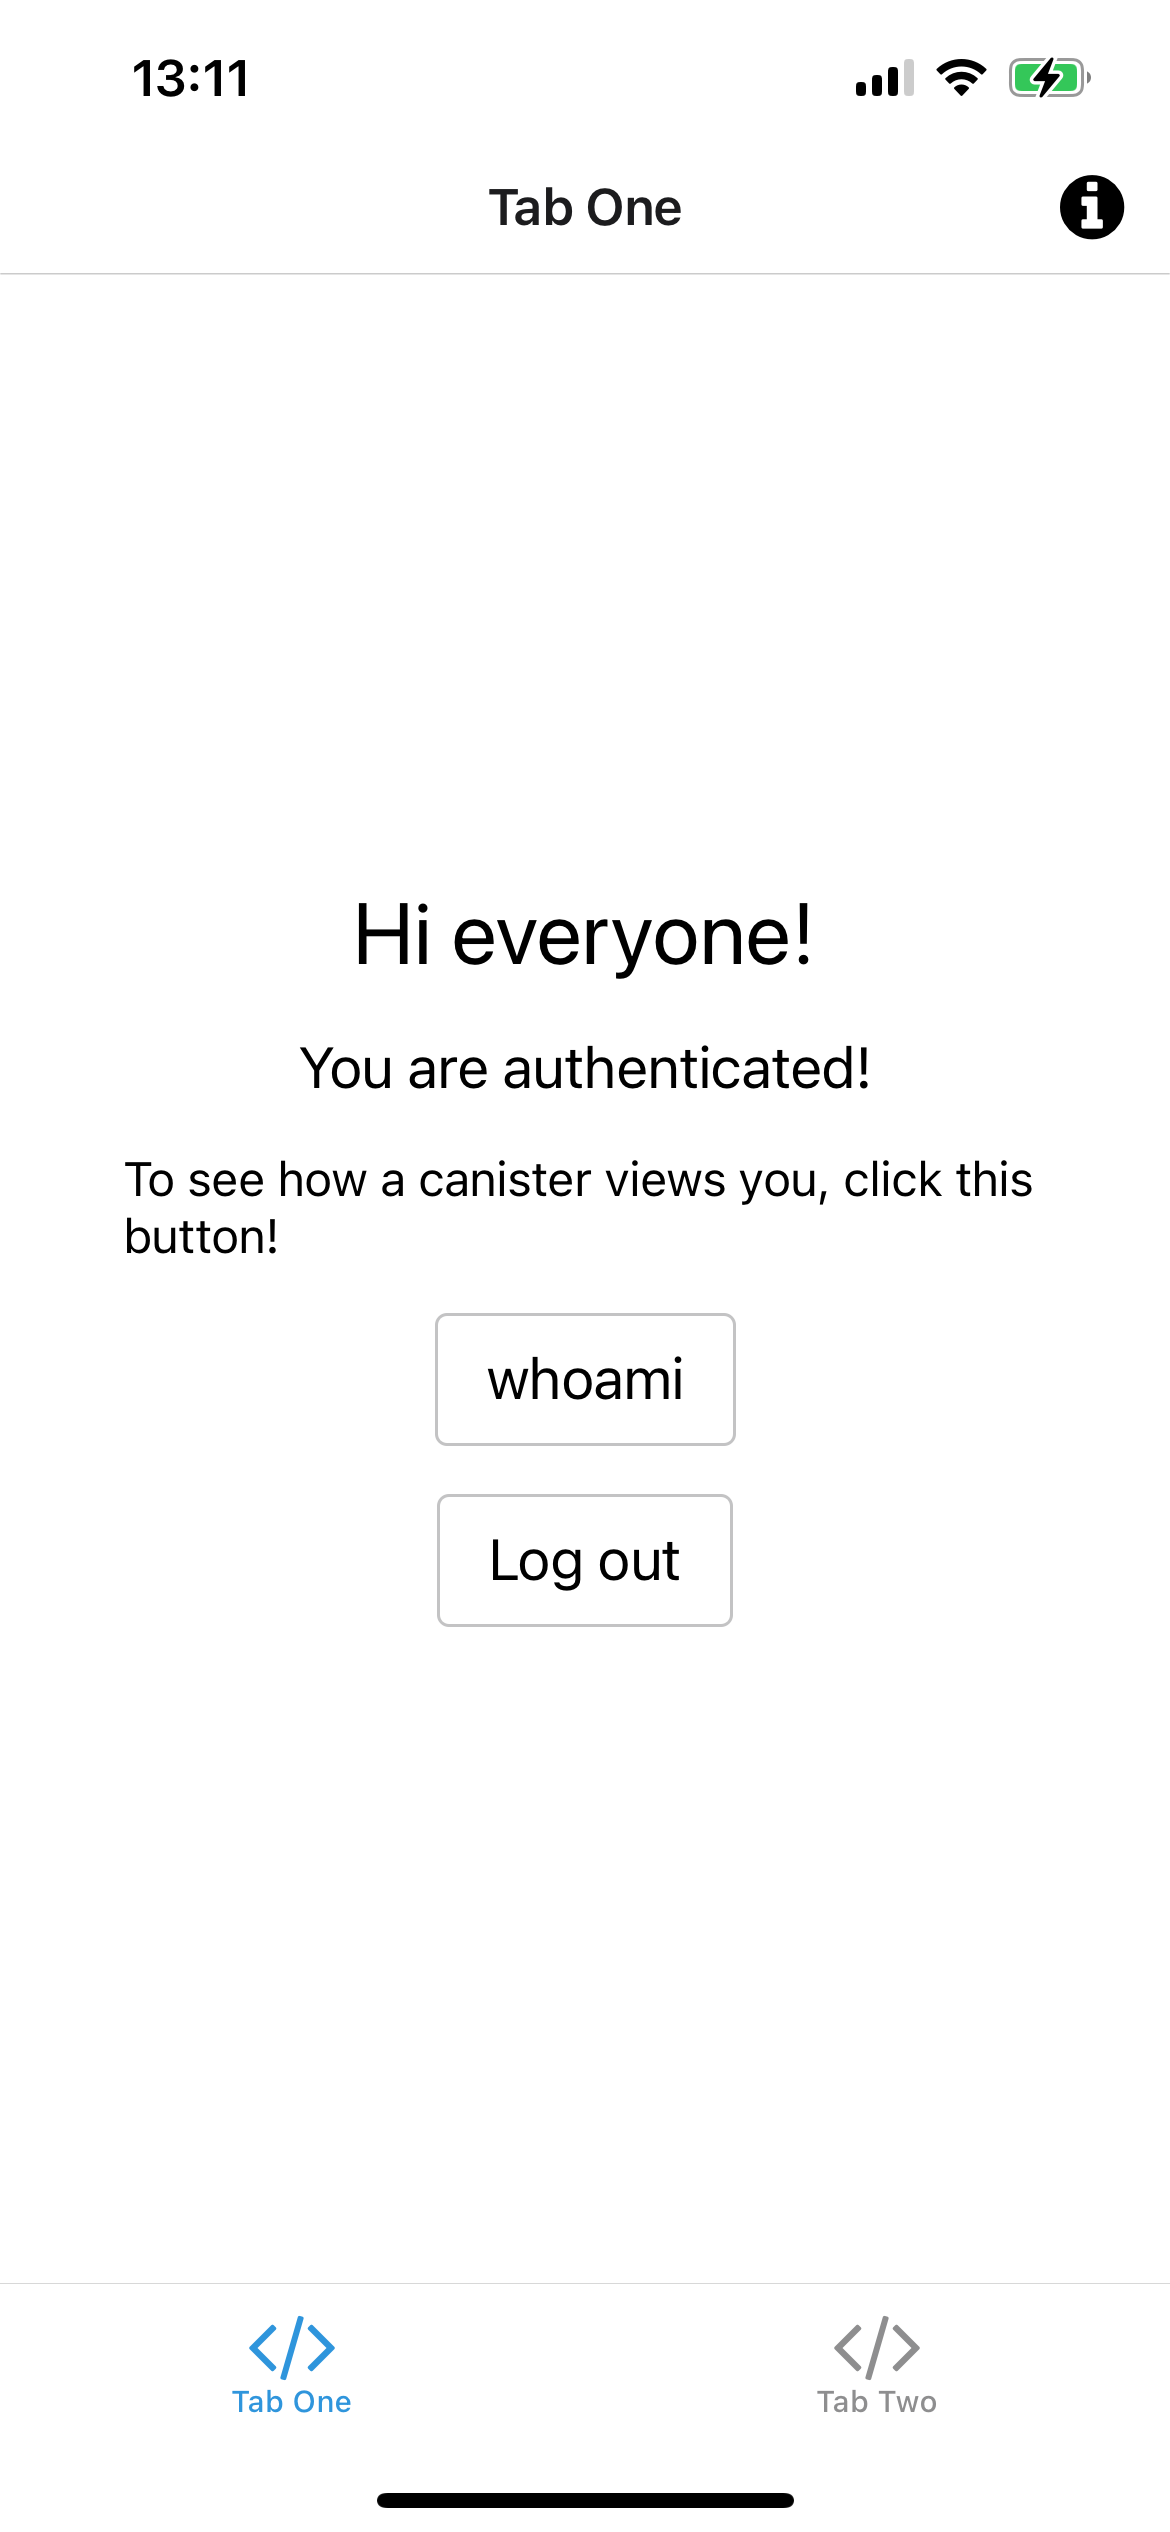 13:11
Tab One
Hi everyone!
You are authenticated!
To see how a canister views you, click this
button!
whoami
Log out
Tab One
Tab Two